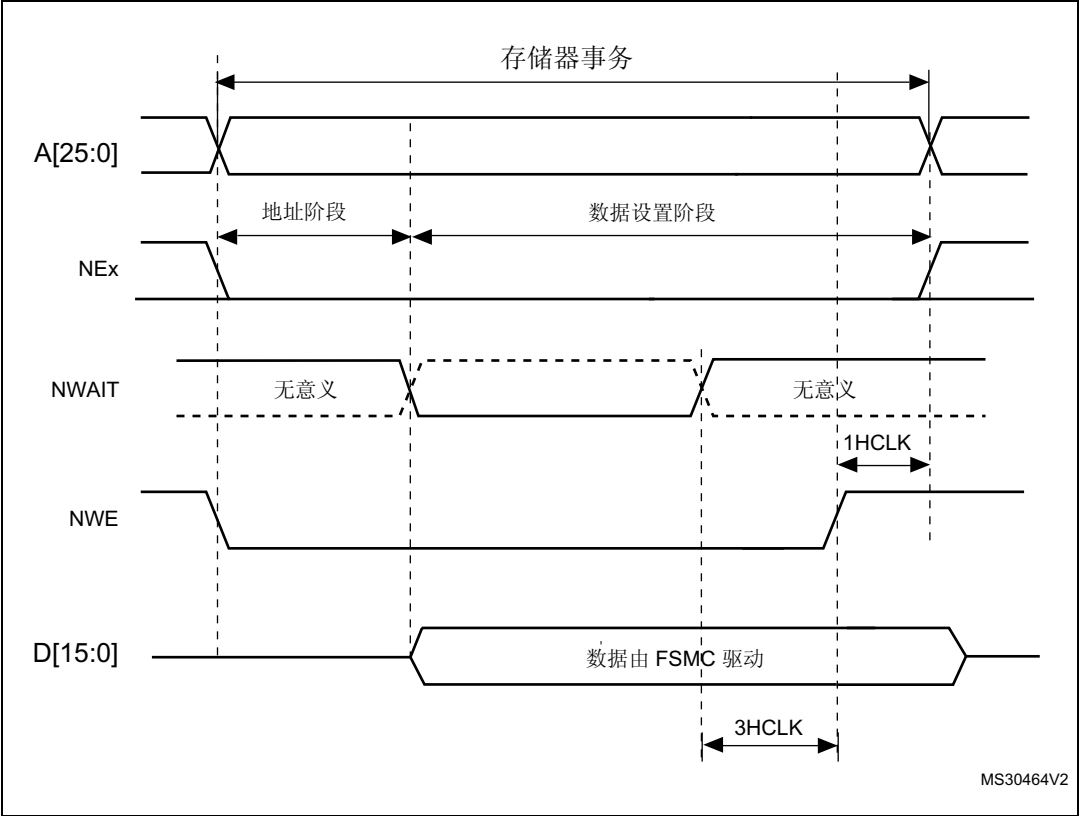 存储器事务
A[25:0]
地址阶段
数据设置阶段
NEx
NWAIT
无意义
无意义
1HCLK
NWE
D[15:0]
数据由 FSMC 驱动
3HCLK
MS30464V2